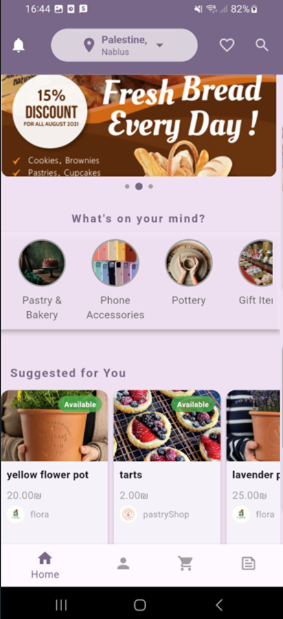 16:44 82%
Palestine,
Nablus
15%
DISCOUNT
FOR ALL AUGUST 2021
Fresh Bread
Every Day !
✓ Cookies, Brownies
✓ Pastries, Cupcakes
What's on your mind?
Pastry &
Bakery
Phone
Accessories
Pottery
Gift Iter
Suggested for You
Available
Available
yellow flower pot
tarts
lavender p
20.00₪
2.00₪
25.00₪
flora
pastryShop
flora
Home